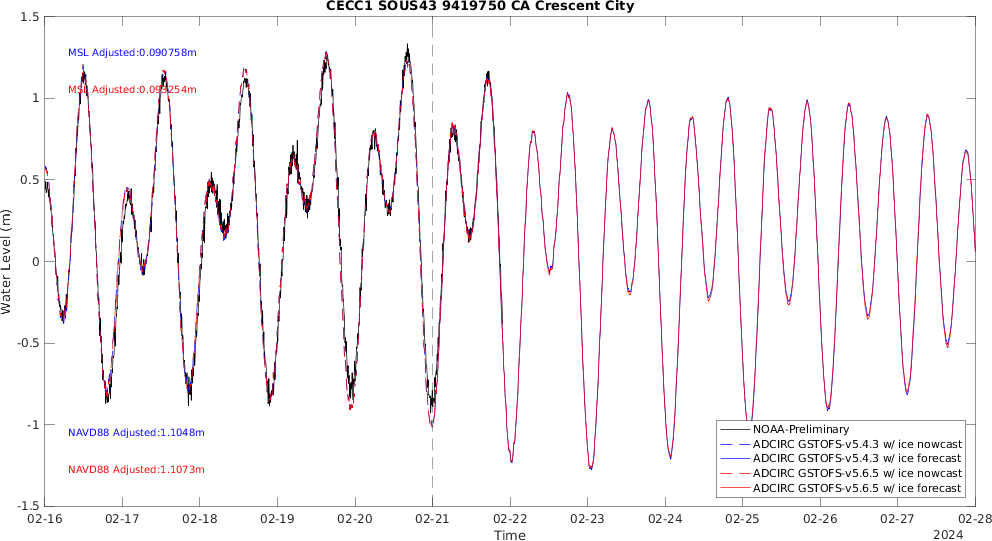 CECC1 SOUS43 9419750 CA Crescent City
1.5
1
0.5
0
-0.5
-1
-1.5
Water Level (m)
MSL Adjusted:0.090758m
MSL Adjusted:0.093254m
NAVD88 Adjusted:1.1048m
NAVD88 Adjusted:1.1073m
NOAA-Preliminary
ADCIRC GSTOFS-v5.4.3 w/ ice nowcast
ADCIRC GSTOFS-v5.4.3 w/ ice forecast
ADCIRC GSTOFS-v5.6.5 w/ ice nowcast
ADCIRC GSTOFS-v5.6.5 w/ ice forecast
02-16 02-17 02-18 02-19 02-20 02-21 02-22 02-23 02-24 02-25 02-26 02-27 02-28
Time
2024